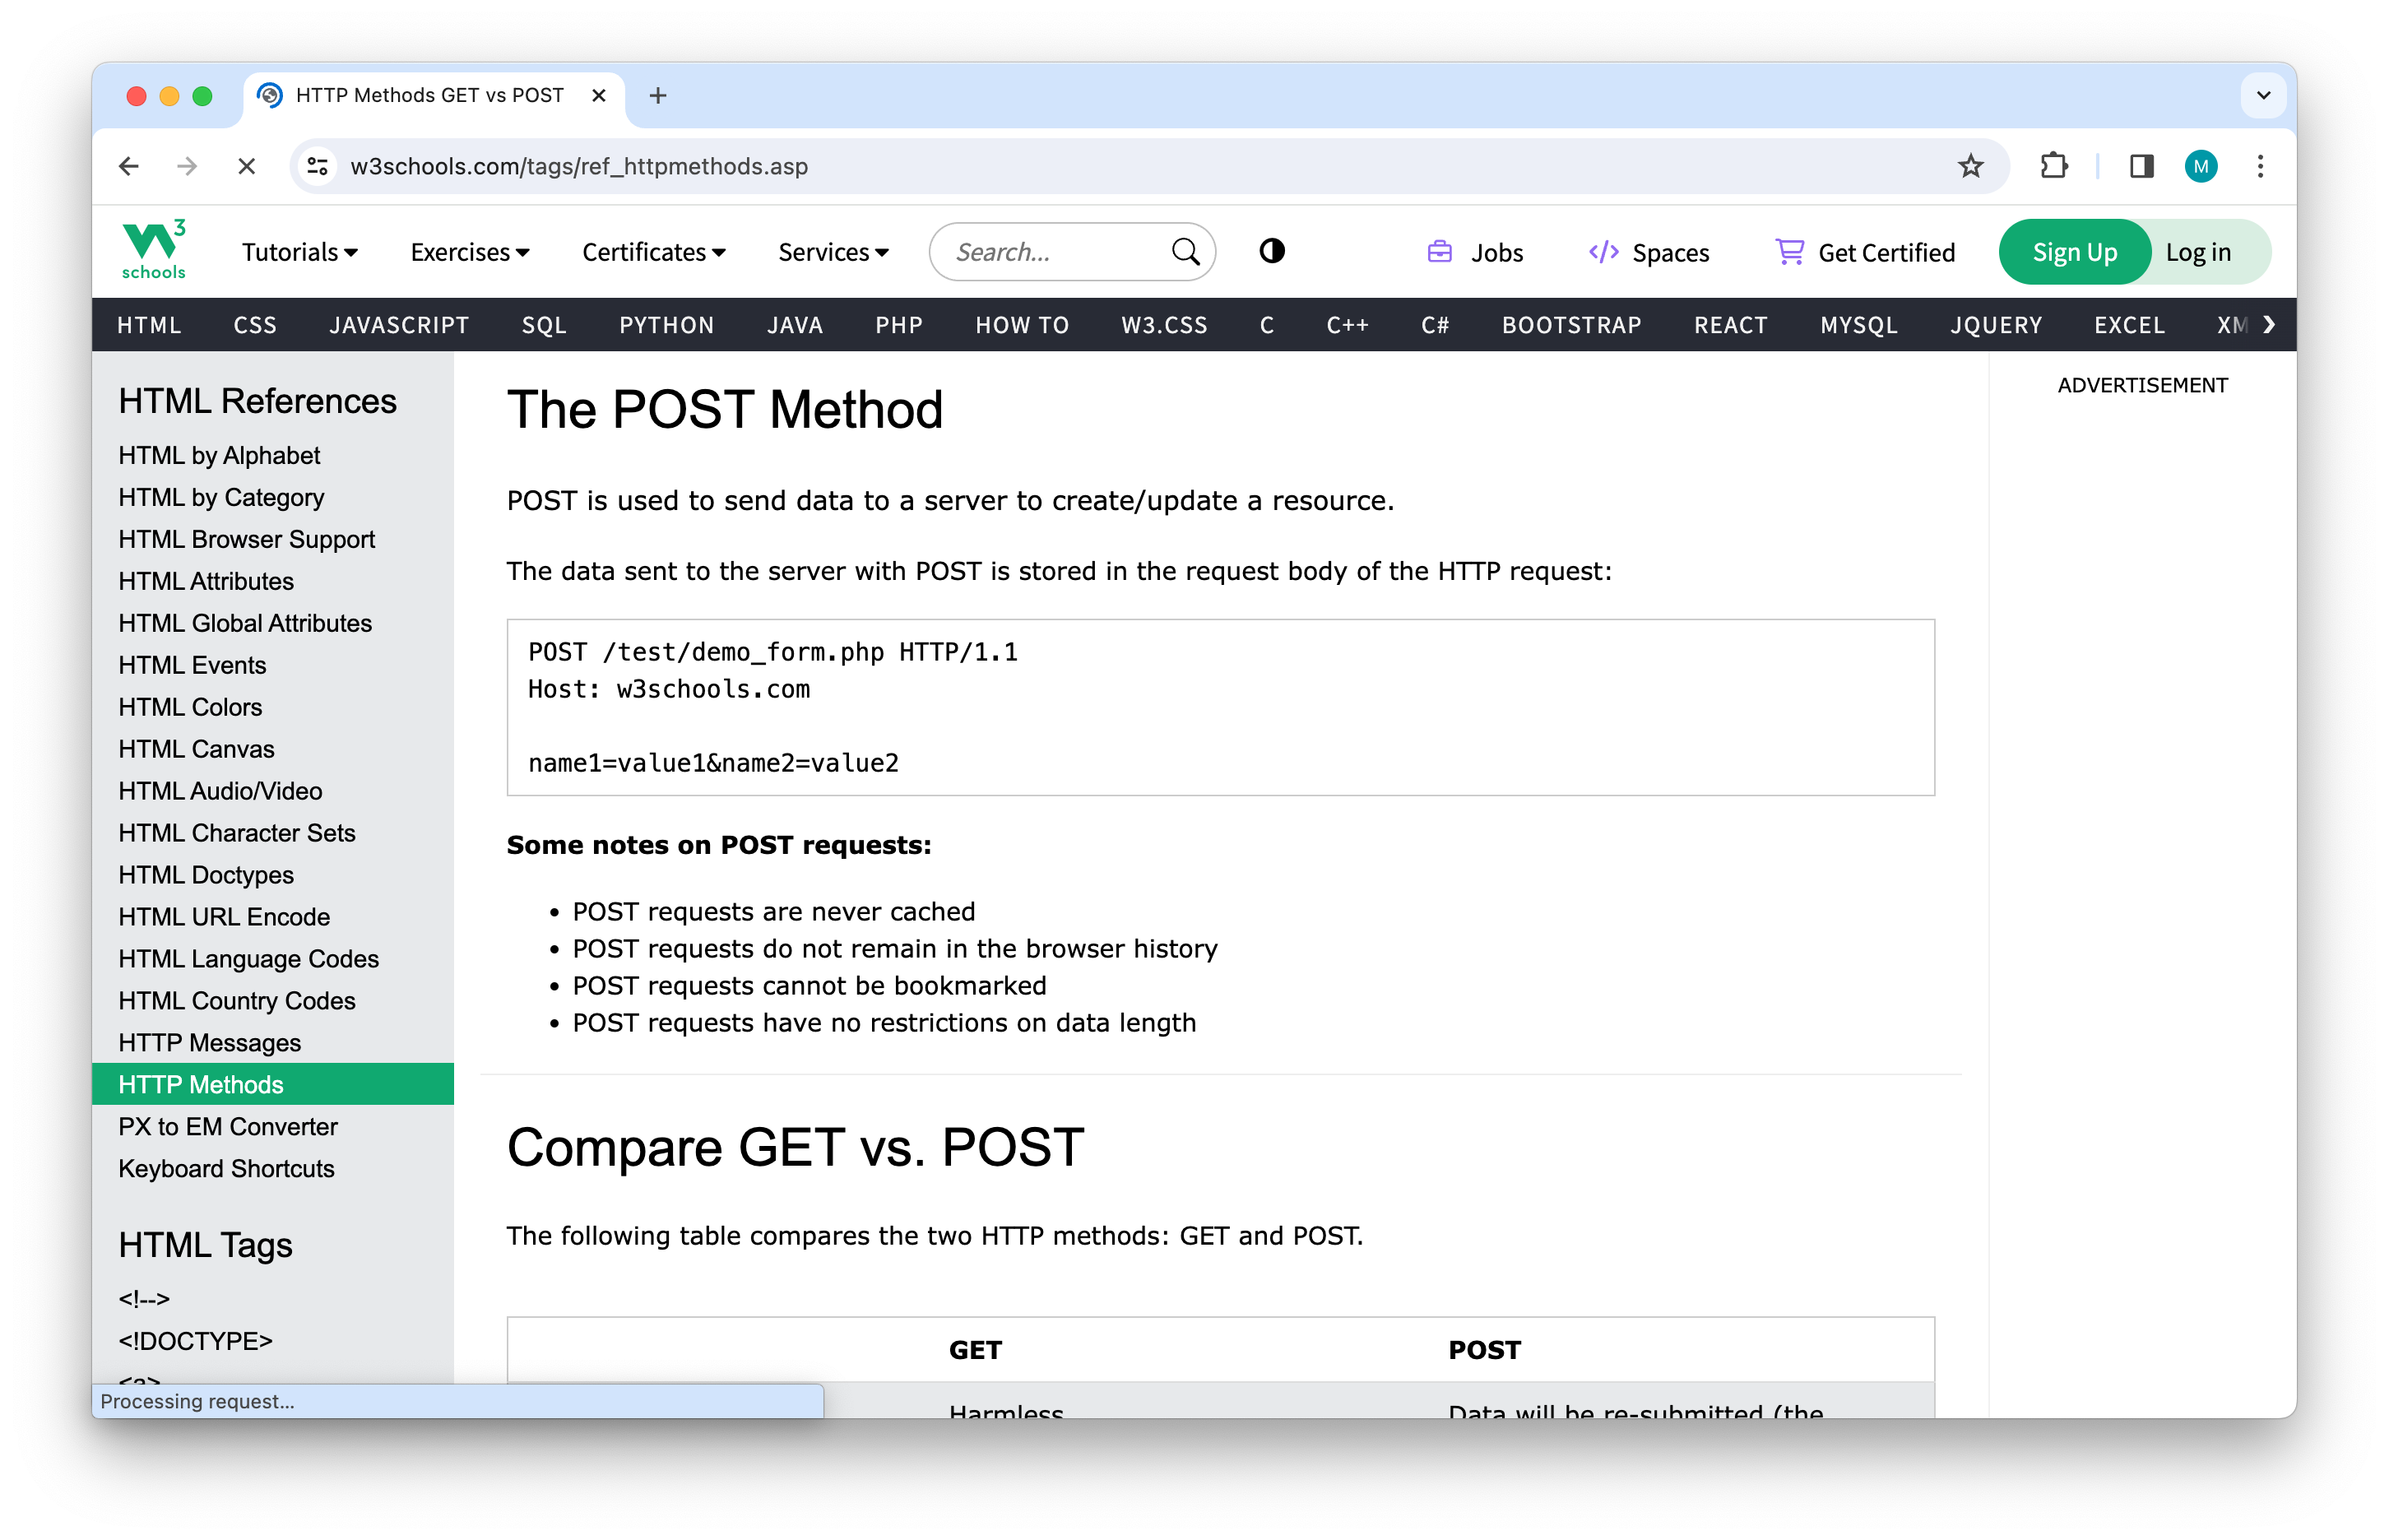 HTTP Methods GET vs POST
w3schools.com/tags/ref_httpmethods.asp
M
W3 schools
Tutorials
Exercises
Certificates
Services
Search...
Jobs
Spaces
Get Certified
Sign Up
Log in
HTML CSS JAVASCRIPT SQL PYTHON JAVA PHP HOW TO W3.CSS C C++ C# BOOTSTRAP REACT MYSQL JQUERY EXCEL XM
HTML References
HTML by Alphabet
HTML by Category
HTML Browser Support
HTML Attributes
HTML Global Attributes
HTML Events
HTML Colors
HTML Canvas
HTML Audio/Video
HTML Character Sets
HTML Doctypes
HTML URL Encode
HTML Language Codes
HTML Country Codes
HTTP Messages
HTTP Methods
PX to EM Converter
Keyboard Shortcuts
HTML Tags
<!-->
<!DOCTYPE>
<a>
Processing request...
The POST Method
POST is used to send data to a server to create/update a resource.
The data sent to the server with POST is stored in the request body of the HTTP request:
POST /test/demo_form.php HTTP/1.1
Host: w3schools.com
name1=value1&name2=value2
Some notes on POST requests:
• POST requests are never cached
• POST requests do not remain in the browser history
• POST requests cannot be bookmarked
• POST requests have no restrictions on data length
Compare GET vs. POST
The following table compares the two HTTP methods: GET and POST.
GET POST
Harmless Data will be re-submitted (the
ADVERTISEMENT